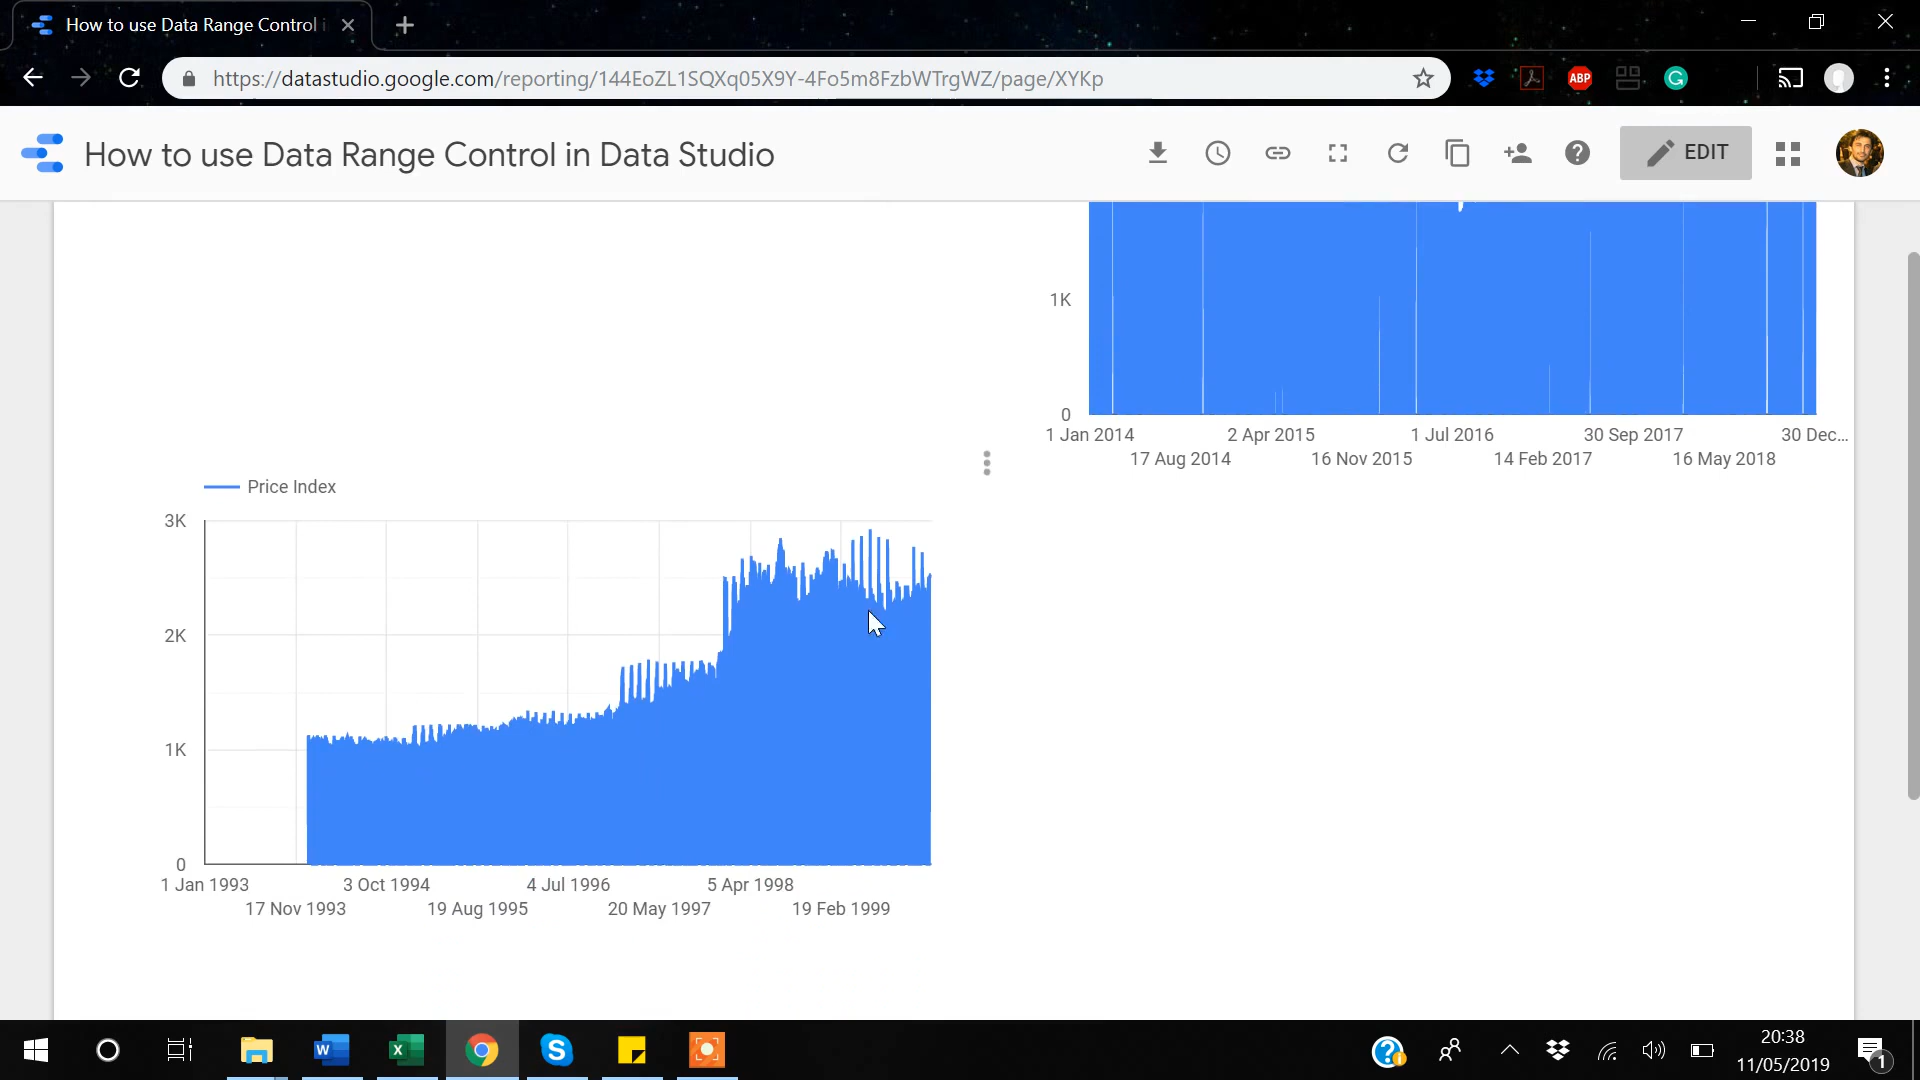 How to use Data Range Control i
https://datastudio.google.com/reporting/144EoZL1SQXq05X9Y-4Fo5m8FzbWTrgWZ/page/XYKp
ABP
How to use Data Range Control in Data Studio
EDIT
1K
0
1 Jan 2014 2 Apr 2015 1 Jul 2016 30 Sep 2017 30 Dec...
17 Aug 2014 16 Nov 2015 14 Feb 2017 16 May 2018
Price Index
3K
2K
1K
0
1 Jan 1993 3 Oct 1994 4 Jul 1996 5 Apr 1998
17 Nov 1993 19 Aug 1995 20 May 1997 19 Feb 1999
20:38
11/05/2019
1